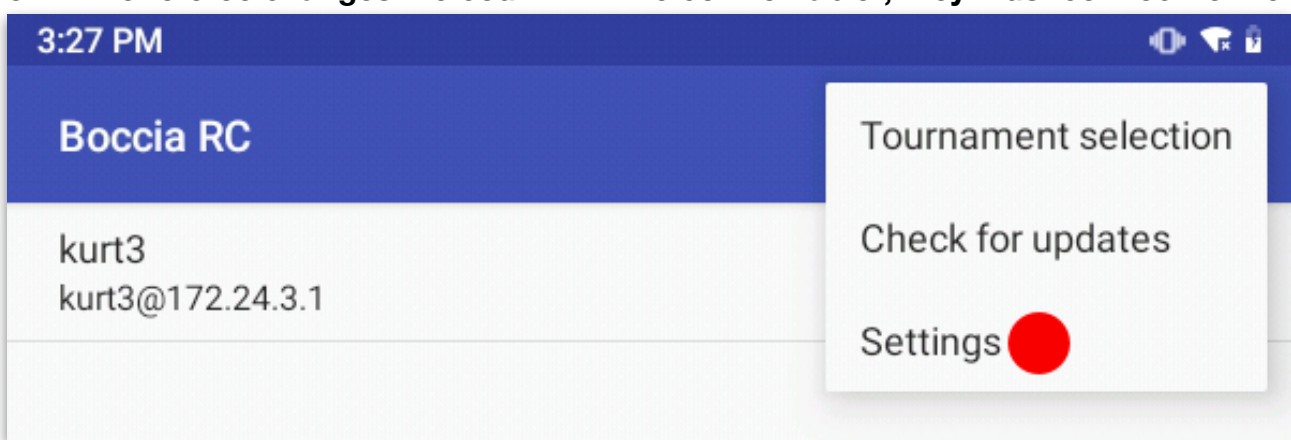 3:27 PM
Boccia RC
Tournament selection
Check for updates
Settings
kurt3
kurt3@172.24.3.1